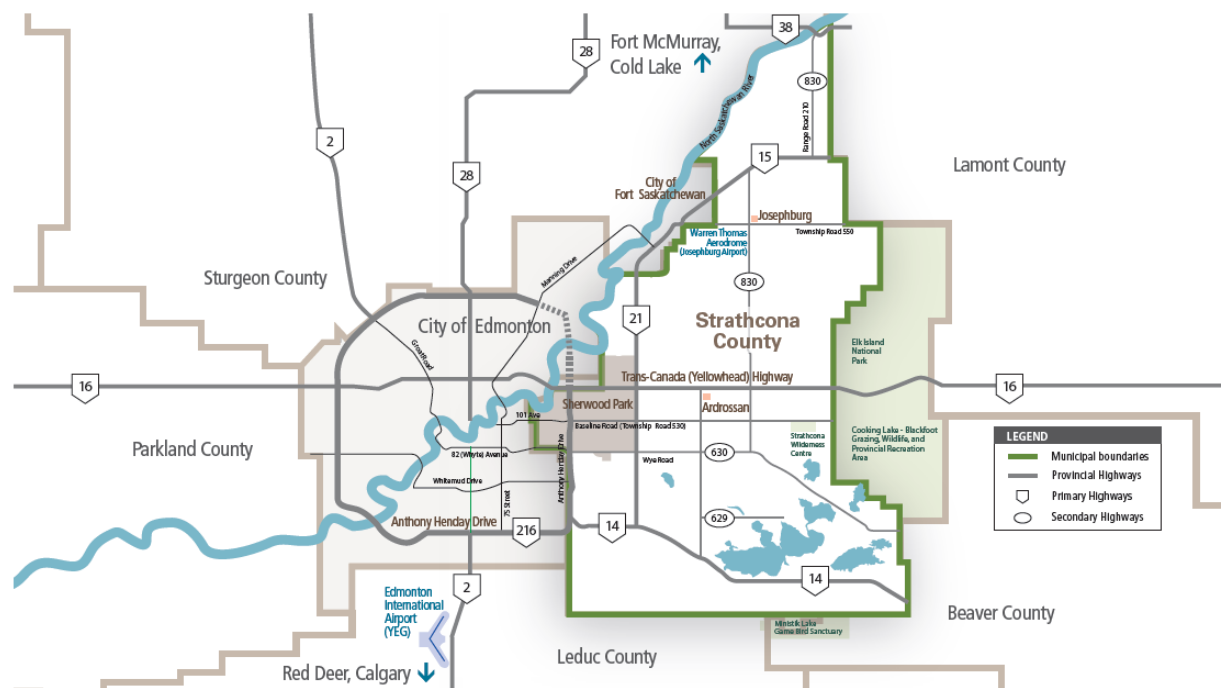 38
28
Fort McMurray,
Cold Lake
830
North Saskatchewan River
Range Road 210
2
15
28
Lamont County
City of
Fort Saskatchewan
Josephburg
Warren Thomas
Aerodrome
(Josephburg Airport)
Township Road 550
Manning Drive
Sturgeon County
830
21
City of Edmonton
Strathcona
County
Groat Road
Elk Island
National
Park
Trans-Canada (Yellowhead) Highway
16
16
Sherwood Park
Ardrossan
101 Ave
Baseline Road (Township Road 530)
Cooking Lake - Blackfoot
Grazing, Wildlife, and
Provincial Recreation
Area
Strathcona
Wilderness
Centre
Parkland County
82 (Whyte) Avenue
Anthony Henday Drive
Wye Road
630
LEGEND
Municipal boundaries
Provincial Highways
Primary Highways
Secondary Highways
Whitemud Drive
75 Street
Anthony Henday Drive
216
14
629
14
2
Edmonton
International
Airport
(YEG)
Beaver County
Ministik Lake
Game Bird Sanctuary
Leduc County
Red Deer, Calgary